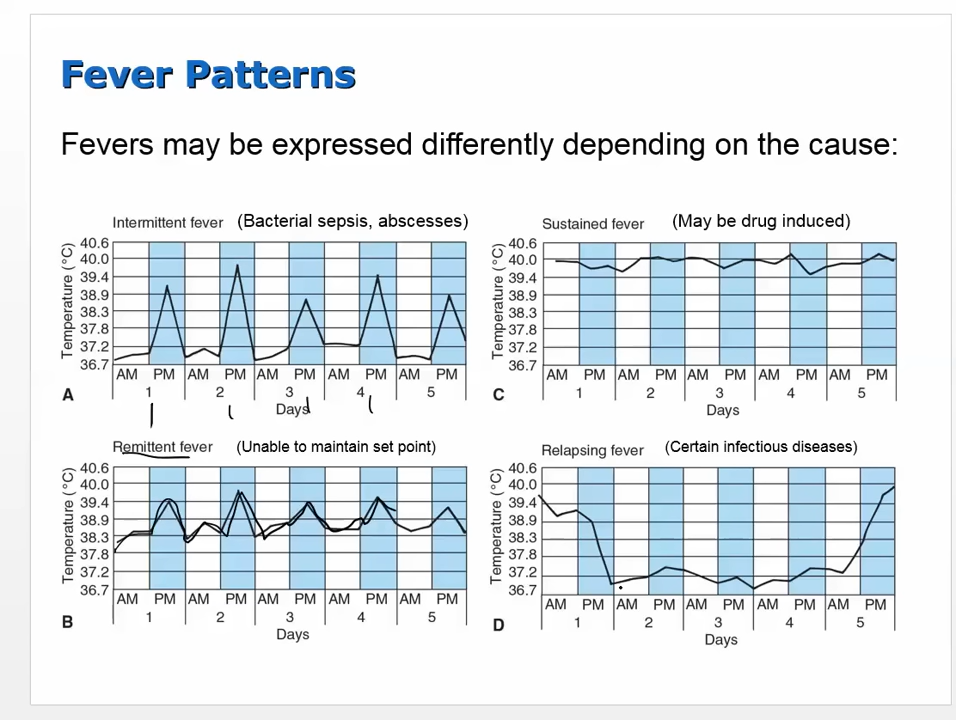 Fever Patterns
Fevers may be expressed differently depending on the cause:
Intermittent fever (Bacterial sepsis, abscesses)
40.6
40.0
39.4
38.9
38.3
37.8
37.2
36.7
Temperature (°C)
AM PM AM PM AM PM AM PM AM PM
1 2 3 4 5
A
Days
Sustained fever (May be drug induced)
40.6
40.0
39.4
38.9
38.3
37.8
37.2
36.7
Temperature (°C)
AM PM AM PM AM PM AM PM AM PM
1 2 3 4 5
C
Days
Remittent fever (Unable to maintain set point)
40.6
40.0
39.4
38.9
38.3
37.8
37.2
36.7
Temperature (°C)
AM PM AM PM AM PM AM PM AM PM
1 2 3 4 5
B
Days
Relapsing fever (Certain infectious diseases)
40.6
40.0
39.4
38.9
38.3
37.8
37.2
36.7
Temperature (°C)
AM PM AM PM AM PM AM PM AM PM
1 2 3 4 5
D
Days